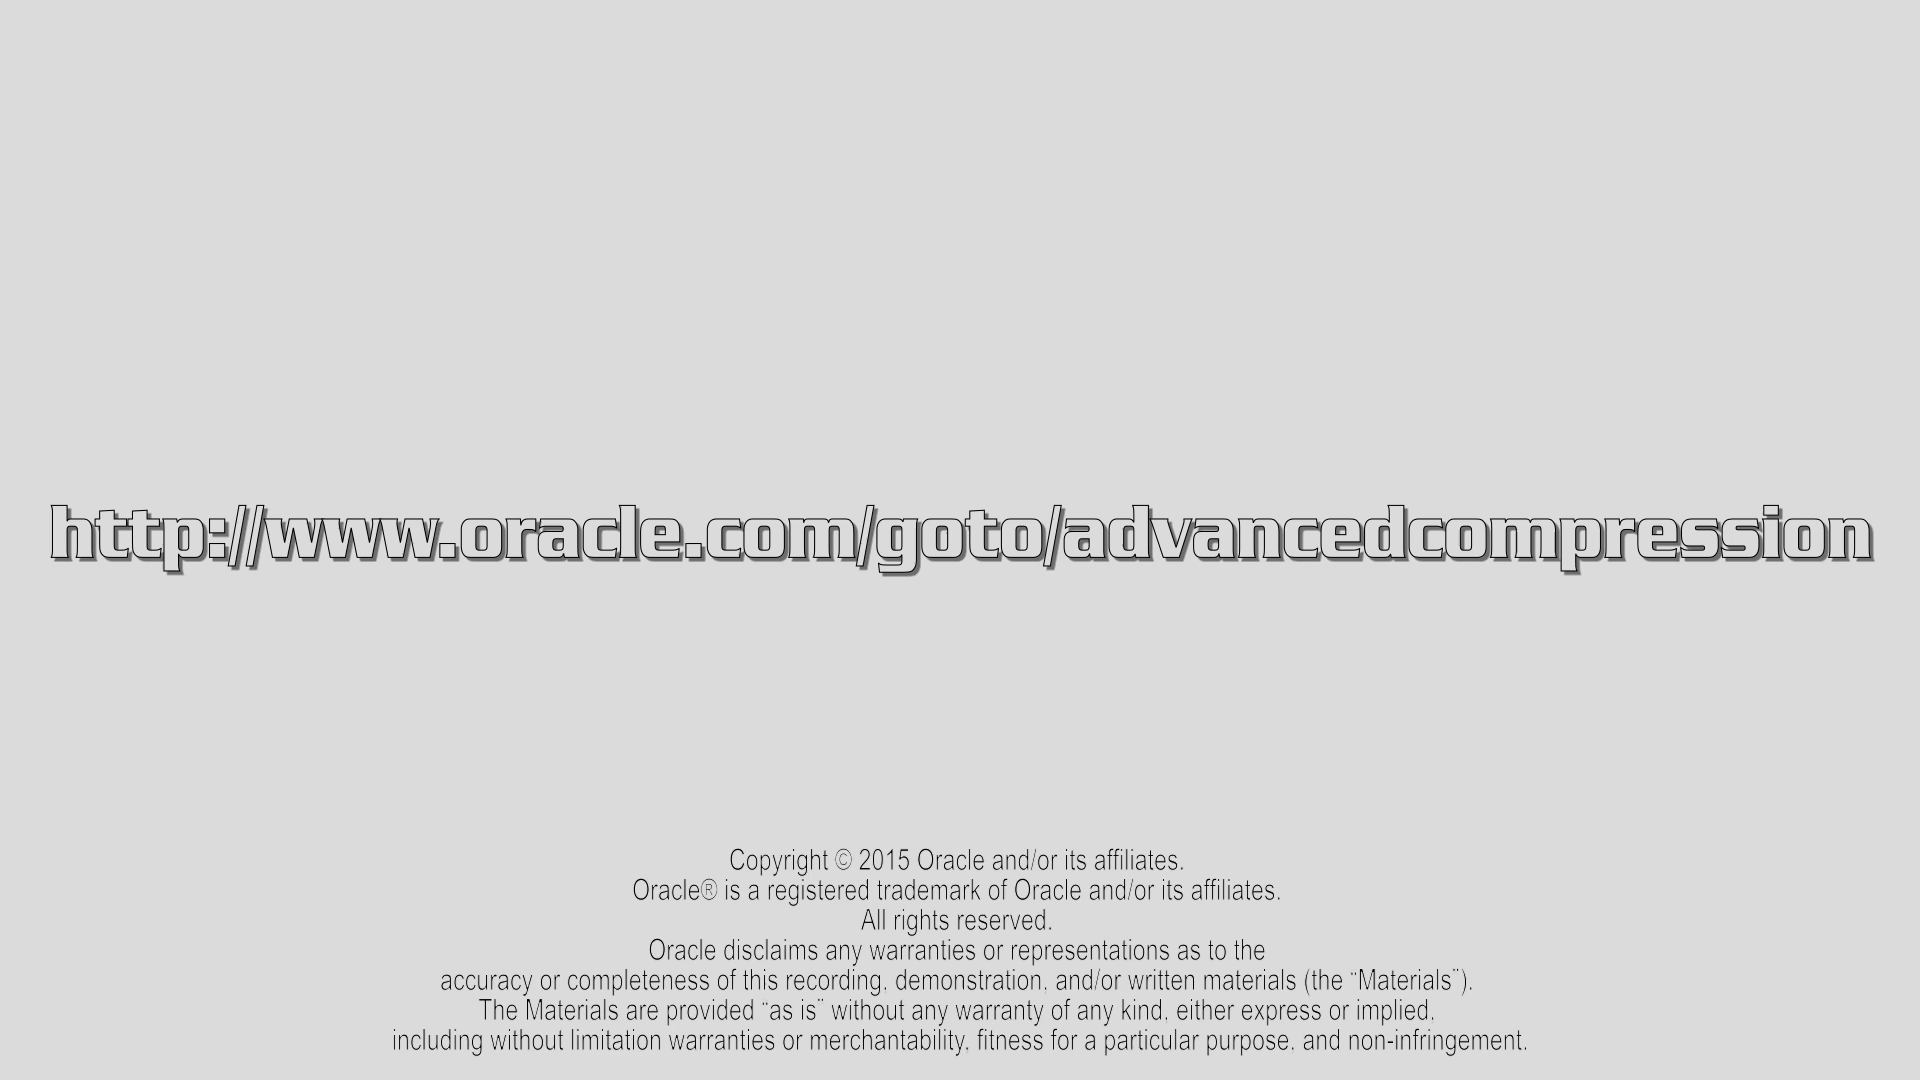 http://www.oracle.com/goto/advancedcompression
Copyright © 2015 Oracle and/or its affiliates.
Oracle® is a registered trademark of Oracle and/or its affiliates.
All rights reserved.
Oracle disclaims any warranties or representations as to the
accuracy or completeness of this recording, demonstration, and/or written materials (the “Materials”).
The Materials are provided “as is” without any warranty of any kind, either express or implied,
including without limitation warranties or merchantability, fitness for a particular purpose, and non-infringement.